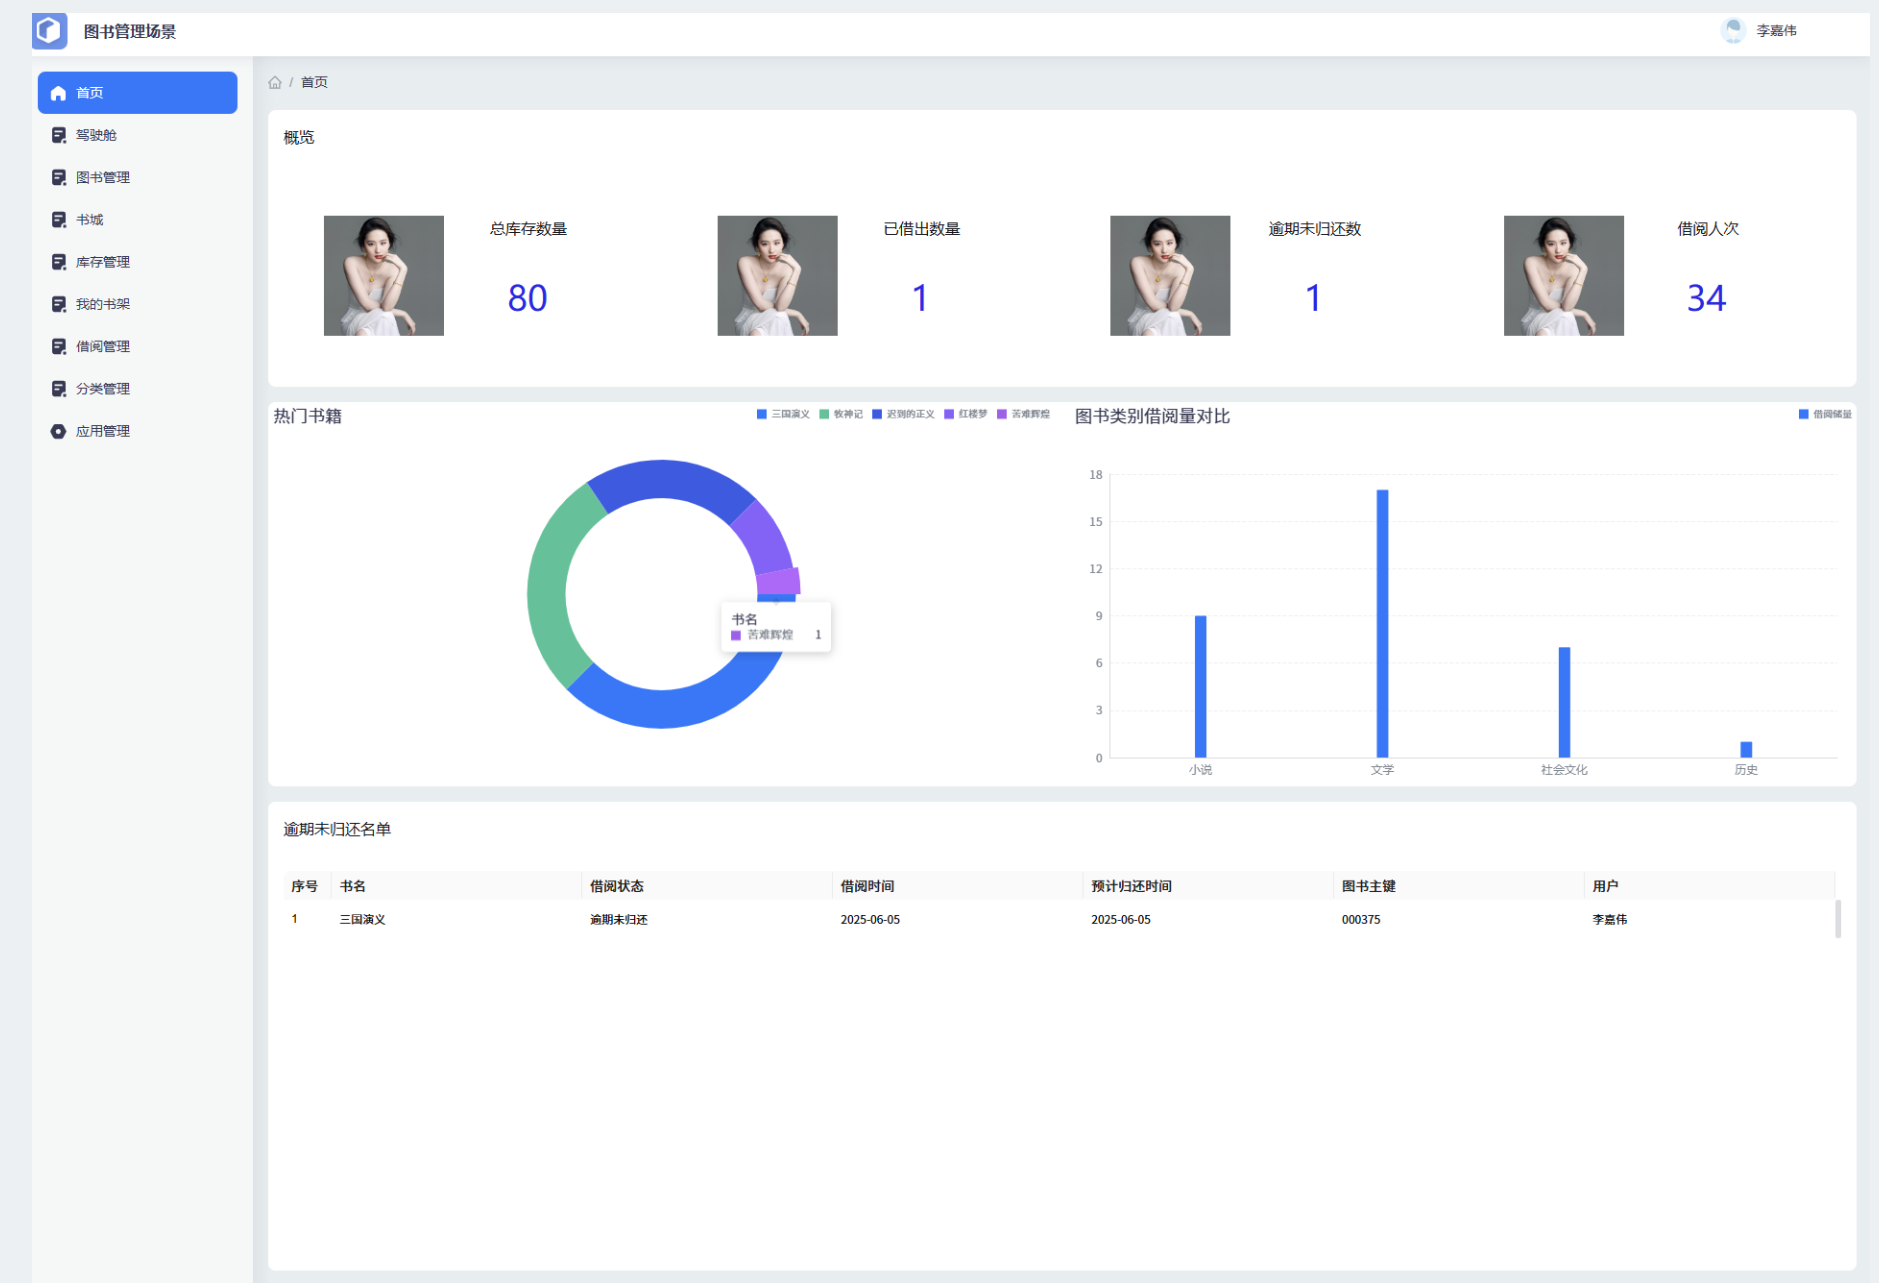 图书管理场景
李嘉伟
首页
驾驶舱
图书管理
书城
库存管理
我的书架
借阅管理
分类管理
应用管理
/ 首页
概览
总库存数量
80
已借出数量
1
逾期未归还数
1
借阅人次
34
热门书籍
三国演义 牧神记 迟到的正义 红楼梦 苦难辉煌
书名
苦难辉煌 1
图书类别借阅量对比
借阅储量
18
15
12
9
6
3
0
小说 文学 社会文化 历史
逾期未归还名单
序号 书名 借阅状态 借阅时间 预计归还时间 图书主键 用户
1 三国演义 逾期未归还 2025-06-05 2025-06-05 000375 李嘉伟